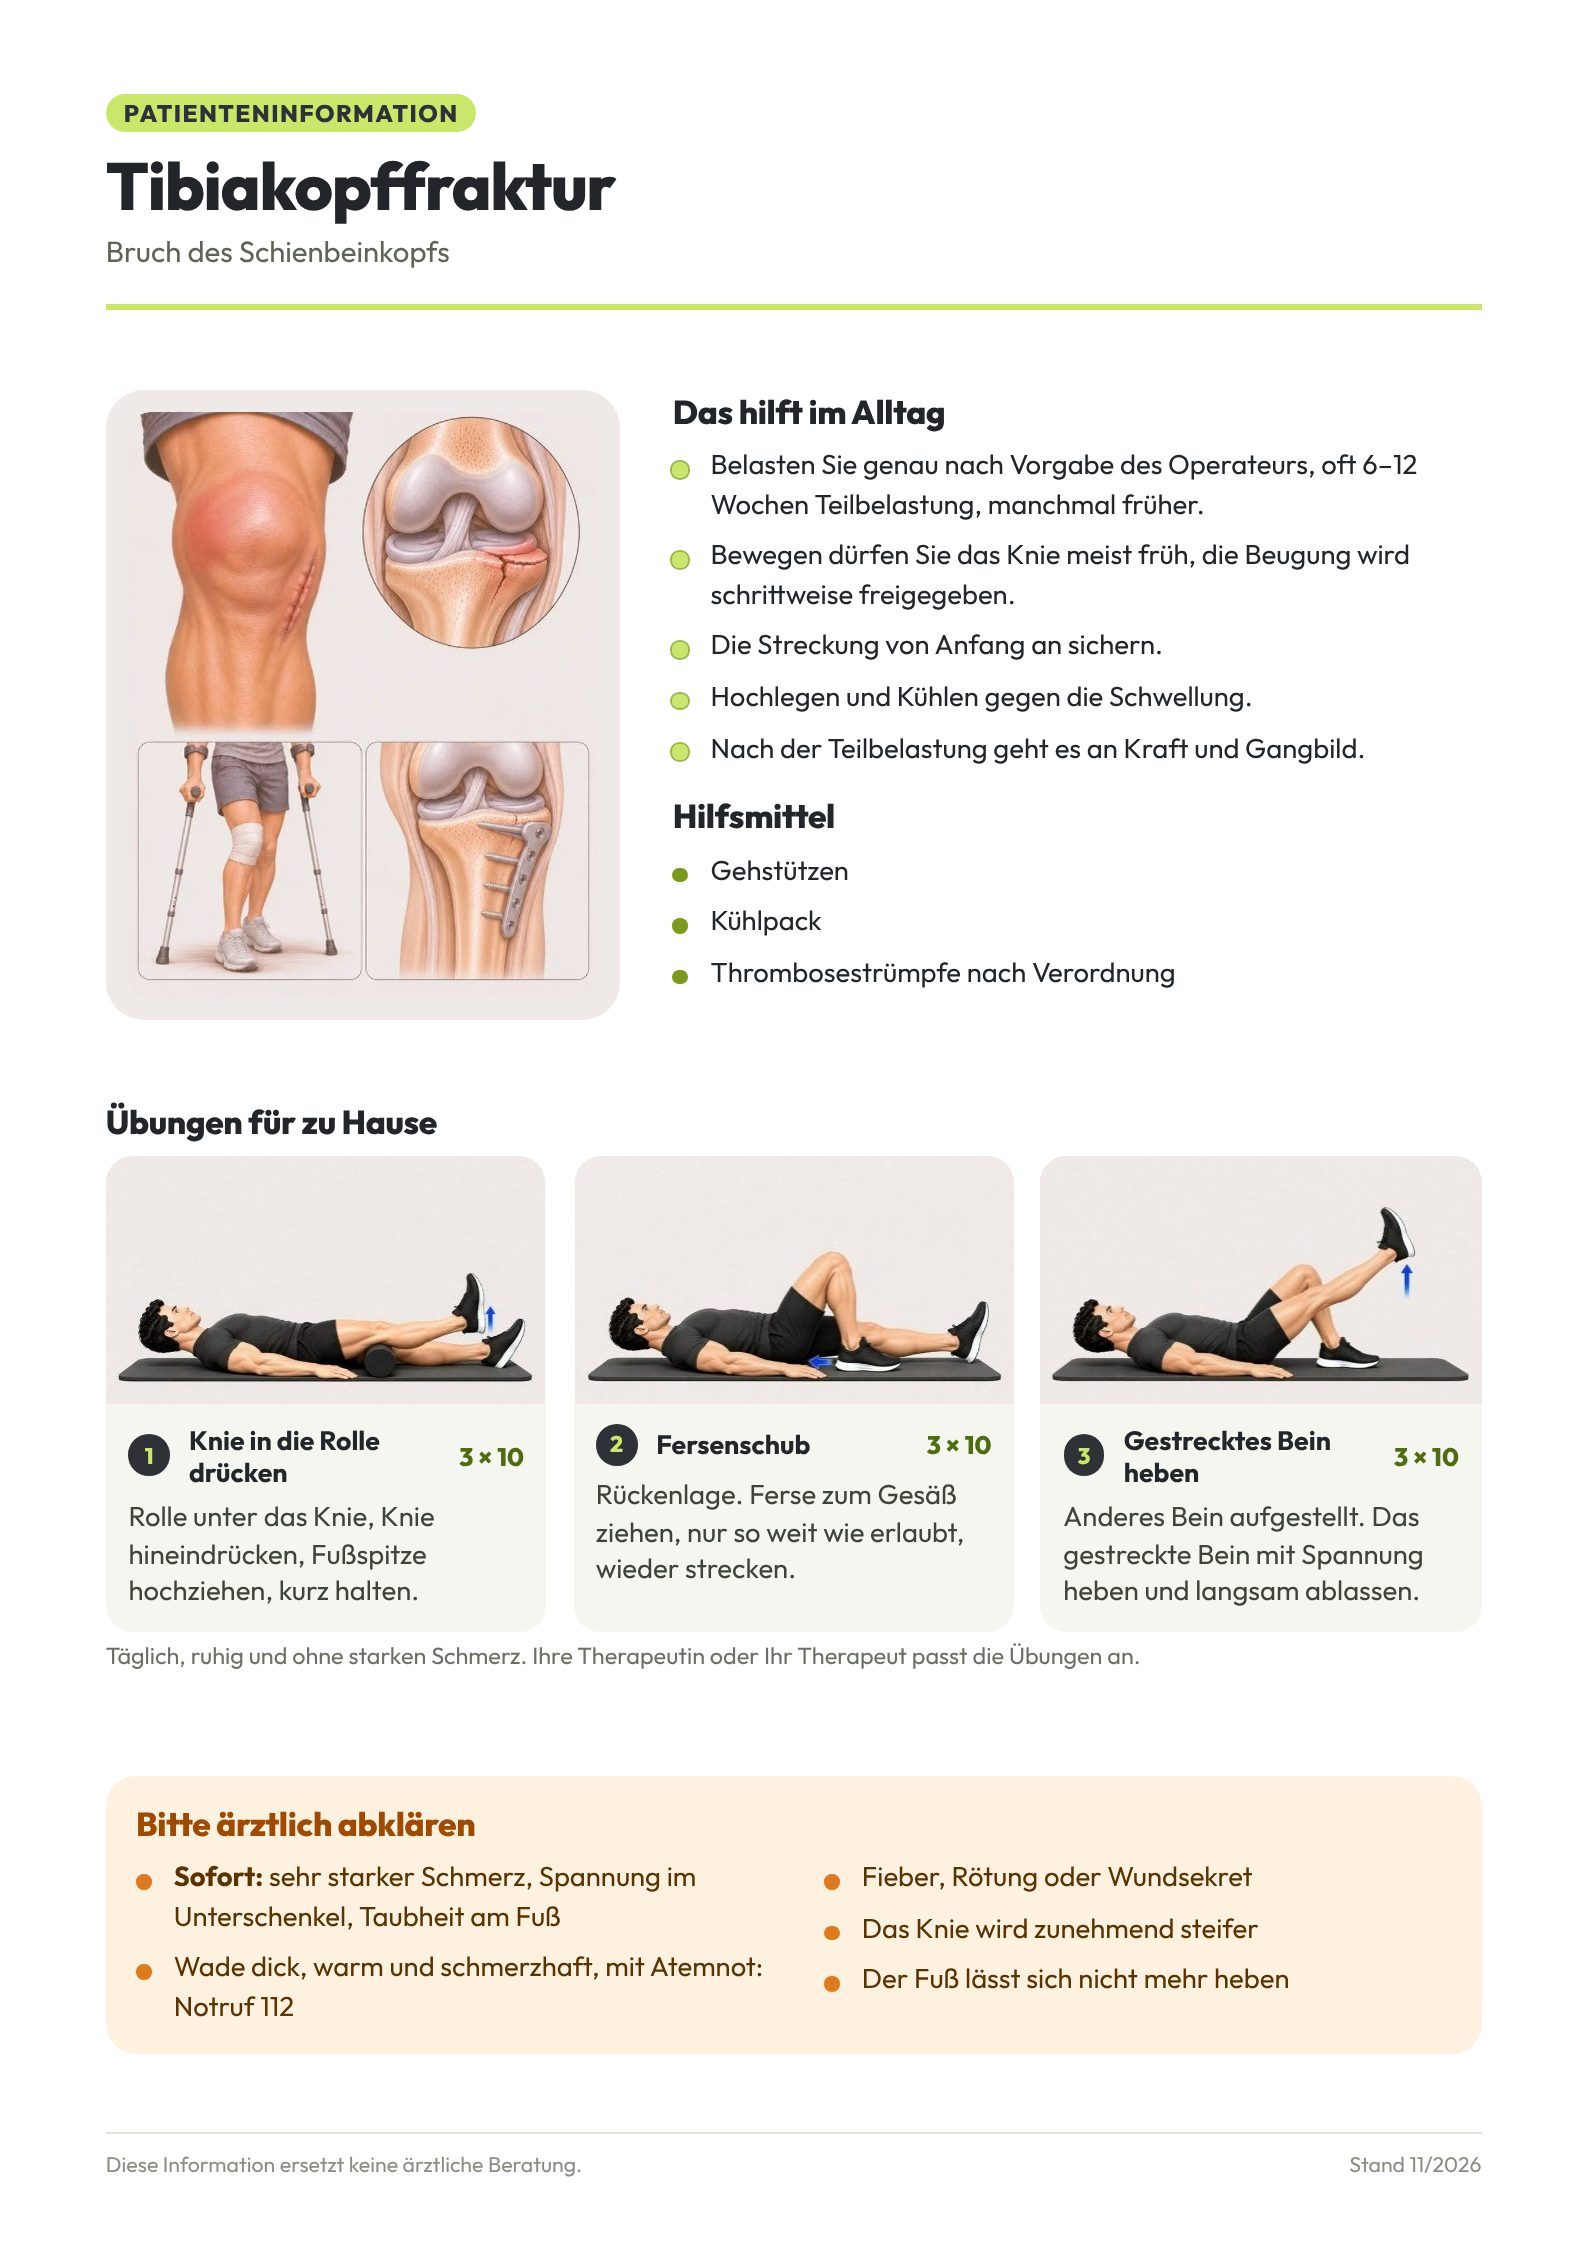 PATIENTENINFORMATION
Tibiakopffraktur
Bruch des Schienbeinkopfs
Das hilft im Alltag
Belasten Sie genau nach Vorgabe des Operateurs, oft 6–12
Wochen Teilbelastung, manchmal früher.
Bewegen dürfen Sie das Knie meist früh, die Beugung wird
schrittweise freigegeben.
Die Streckung von Anfang an sichern.
Hochlegen und Kühlen gegen die Schwellung.
Nach der Teilbelastung geht es an Kraft und Gangbild.
Hilfsmittel
Gehstützen
Kühlpack
Thrombosestrümpfe nach Verordnung
Übungen für zu Hause
1 Knie in die Rolle
drücken
3 × 10
Rolle unter das Knie, Knie
hineindrücken, Fußspitze
hochziehen, kurz halten.
2 Fersenschub 3 × 10
Rückenlage. Ferse zum Gesäß
ziehen, nur so weit wie erlaubt,
wieder strecken.
3 Gestrecktes Bein
heben
3 × 10
Anderes Bein aufgestellt. Das
gestreckte Bein mit Spannung
heben und langsam ablassen.
Täglich, ruhig und ohne starken Schmerz. Ihre Therapeutin oder Ihr Therapeut passt die Übungen an.
Bitte ärztlich abklären
Sofort: sehr starker Schmerz, Spannung im
Unterschenkel, Taubheit am Fuß
Wade dick, warm und schmerzhaft, mit Atemnot:
Notruf 112
Fieber, Rötung oder Wundsekret
Das Knie wird zunehmend steifer
Der Fuß lässt sich nicht mehr heben
Diese Information ersetzt keine ärztliche Beratung.
Stand 11/2026